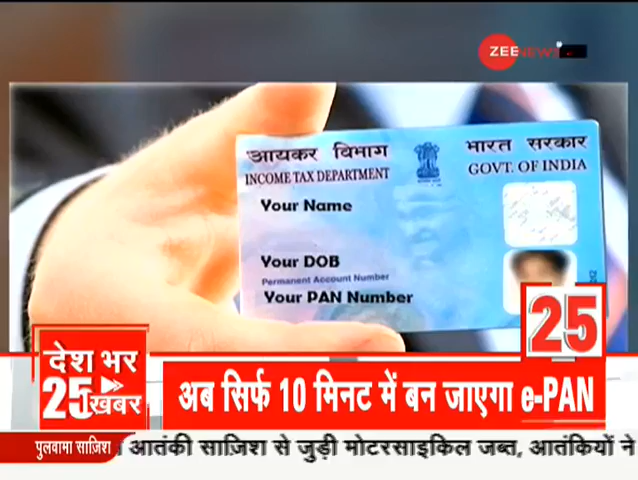 ZEE NEWS
आयकर विभाग
भारत सरकार
INCOME TAX DEPARTMENT
GOVT. OF INDIA
Your Name
Your DOB
Permanent Account Number
Your PAN Number
25
देश भर
25 खबर
अब सिर्फ 10 मिनट में बन जाएगा e-PAN
पुलवामा साज़िश
आतंकी साज़िश से जुड़ी मोटरसाइकिल जब्त, आतंकियों ने